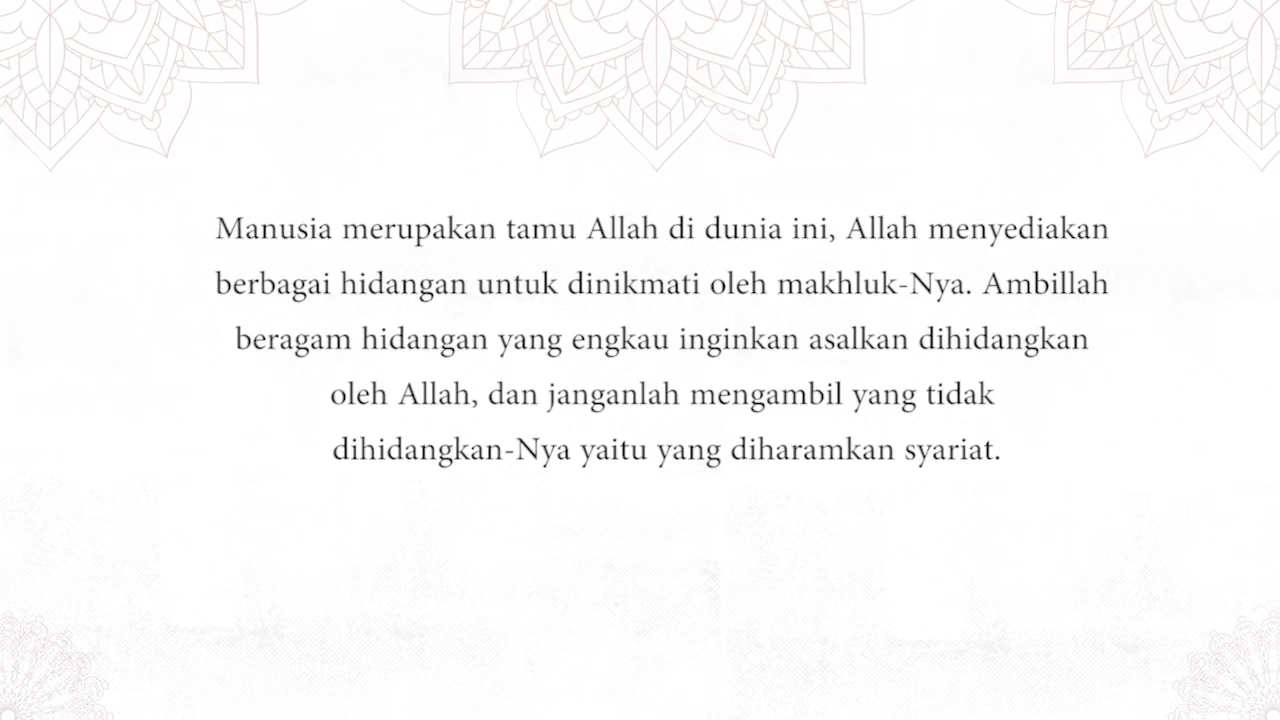 Manusia merupakan tamu Allah di dunia ini, Allah menyediakan
berbagai hidangan untuk dinikmati oleh makhluk-Nya. Ambillah
beragam hidangan yang engkau inginkan asalkan dihidangkan
oleh Allah, dan janganlah mengambil yang tidak
dihidangkan-Nya yaitu yang diharamkan syariat.